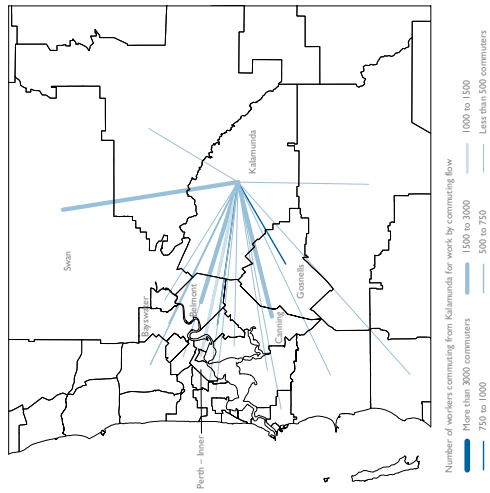 Kalamunda
Swan
Bayswater
Belmont
Gosnells
Canning
Perth – Inner
Number of workers commuting from Kalamunda for work by commuting flow
More than 3000 commuters
1500 to 3000
1000 to 1500
750 to 1000
500 to 750
Less than 500 commuters